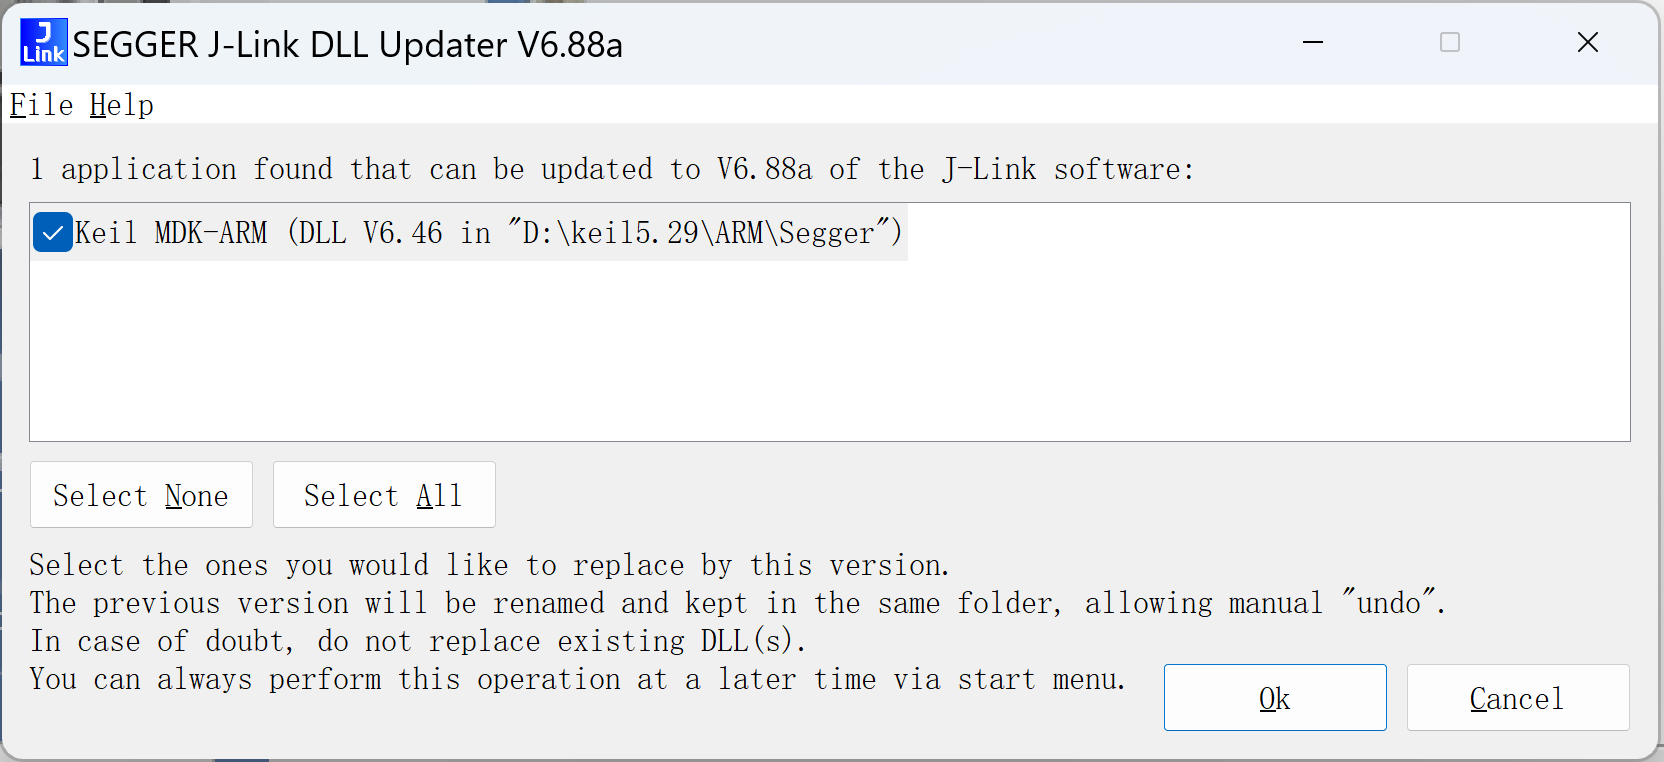 J
Link
SEGGER J-Link DLL Updater V6.88a
File Help
1 application found that can be updated to V6.88a of the J-Link software:
Keil MDK-ARM (DLL V6.46 in "D:\keil5.29\ARM\Segger")
Select None Select All
Select the ones you would like to replace by this version.
The previous version will be renamed and kept in the same folder, allowing manual "undo".
In case of doubt, do not replace existing DLL(s).
You can always perform this operation at a later time via start menu.
Ok Cancel